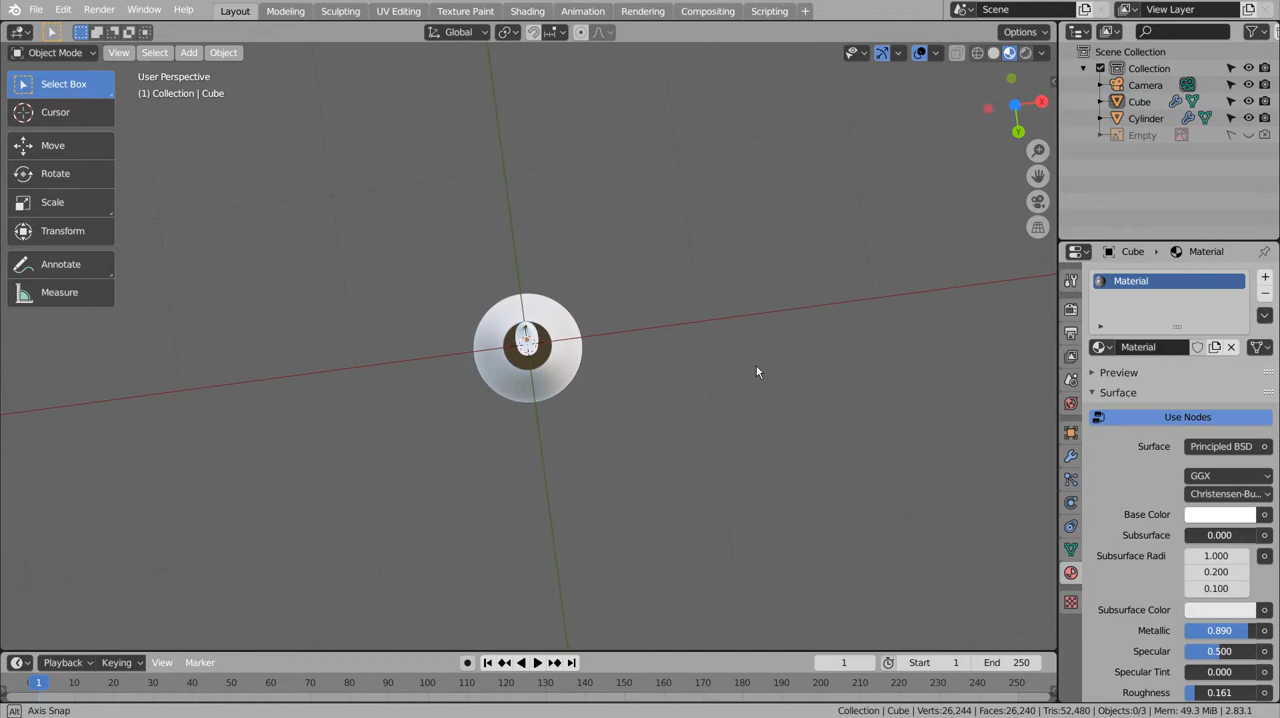 File Edit Render Window Help Layout Modeling Sculpting UV Editing Texture Paint Shading Animation Rendering Compositing Scripting + Scene View Layer
Global Options
Object Mode View Select Add Object
User Perspective
(1) Collection | Cube
Select Box
Cursor
Move
Rotate
Scale
Transform
Annotate
Measure
X
Y
Scene Collection
Collection
Camera
Cube
Cylinder
Empty
Cube Material
Material
Material
Preview
Surface
Use Nodes
Surface Principled BSD
GGX
Christensen-Bu...
Base Color
Subsurface 0.000
Subsurface Radi 1.000
0.200
0.100
Subsurface Color
Metallic 0.890
Specular 0.500
Specular Tint 0.000
Roughness 0.161
Playback Keying View Marker 1 Start 1 End 250
1 10 20 30 40 50 60 70 80 90 100 110 120 130 140 150 160 170 180 190 200 210 220 230 240 250
Alt Axis Snap Collection | Cube | Verts:26,244 | Faces:26,240 | Tris:52,480 | Objects:0/3 | Mem: 49.3 MiB | 2.83.1